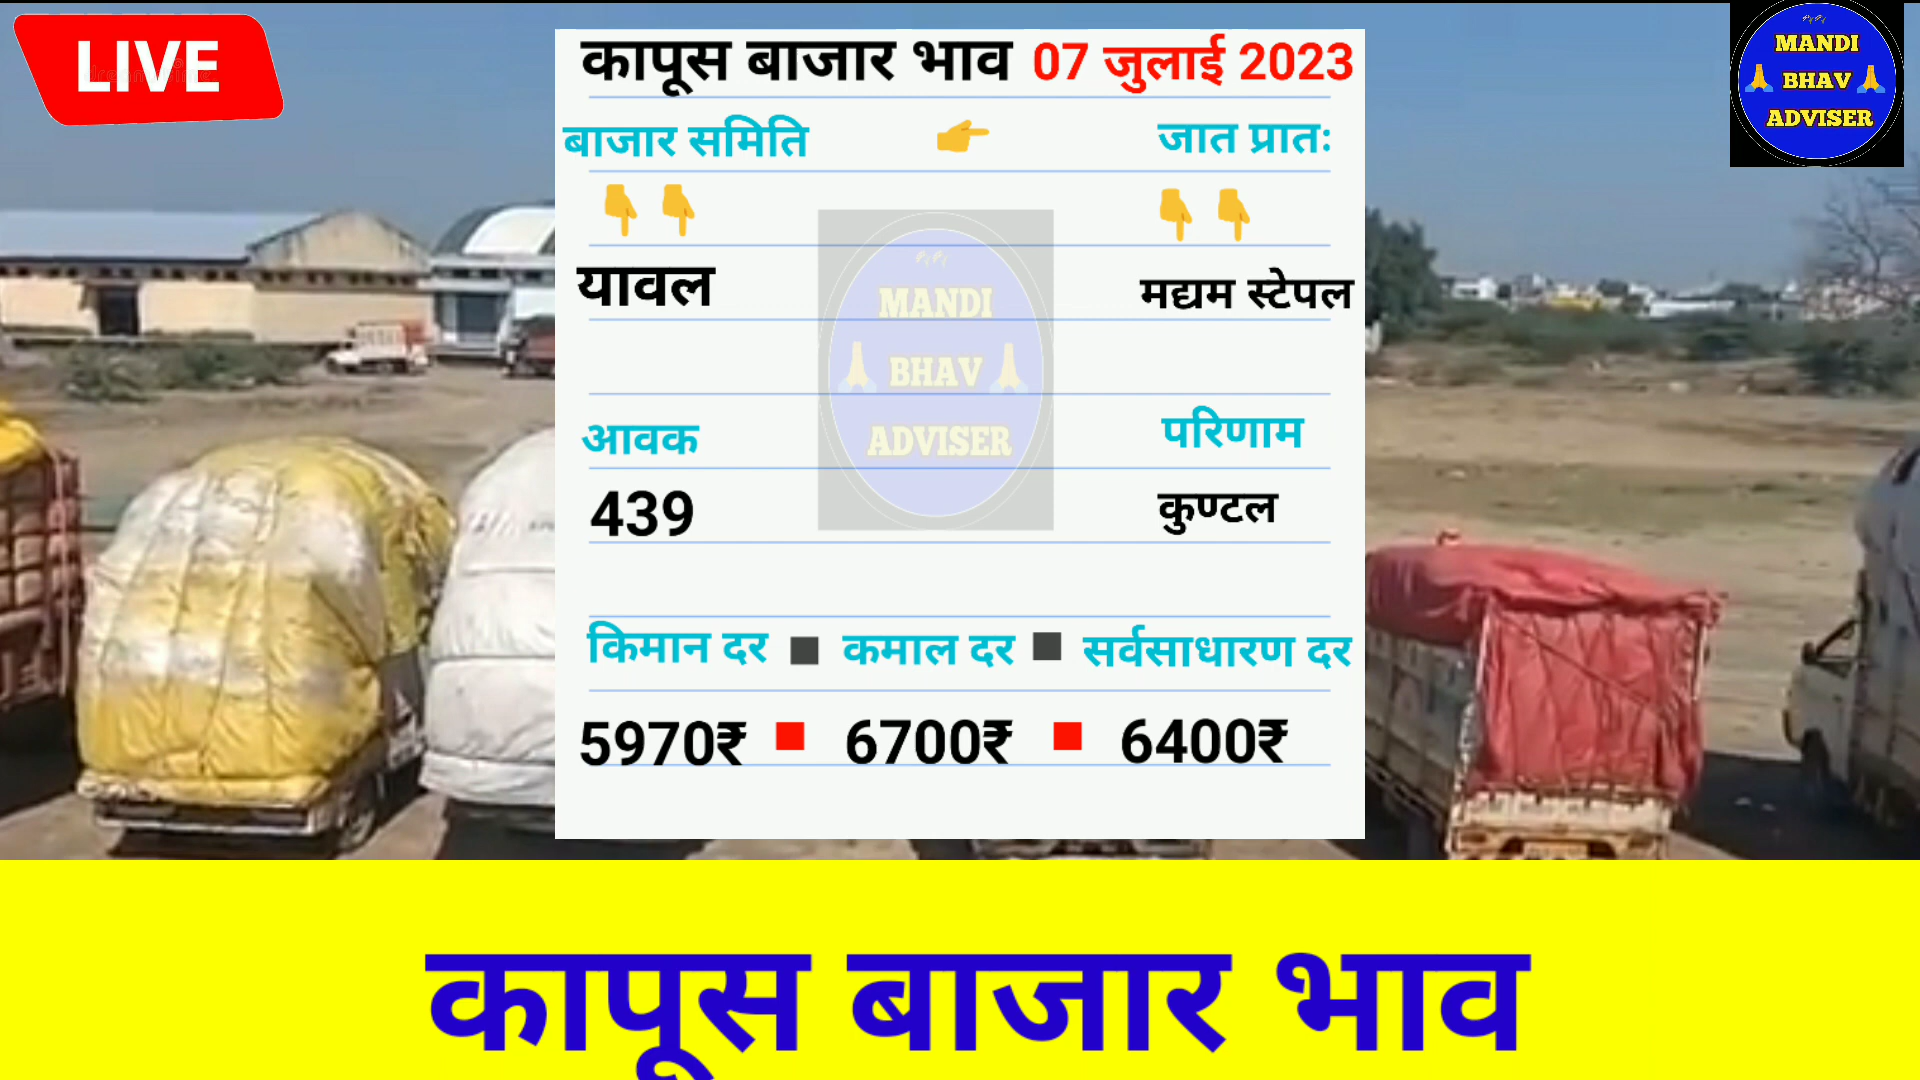 LIVE
कापूस बाजार भाव 07 जुलाई 2023
MANDI
BHAV
ADVISER
बाजार समिति 👉 जात प्रातः
👇👇 👇👇
यावल मद्यम स्टेपल
MANDI
BHAV
ADVISER
आवक परिणाम
439 कुण्टल
किमान दर ◼ कमाल दर ◼ सर्वसाधारण दर
5970₹ 🟥 6700₹ 🟥 6400₹
कापूस बाजार भाव